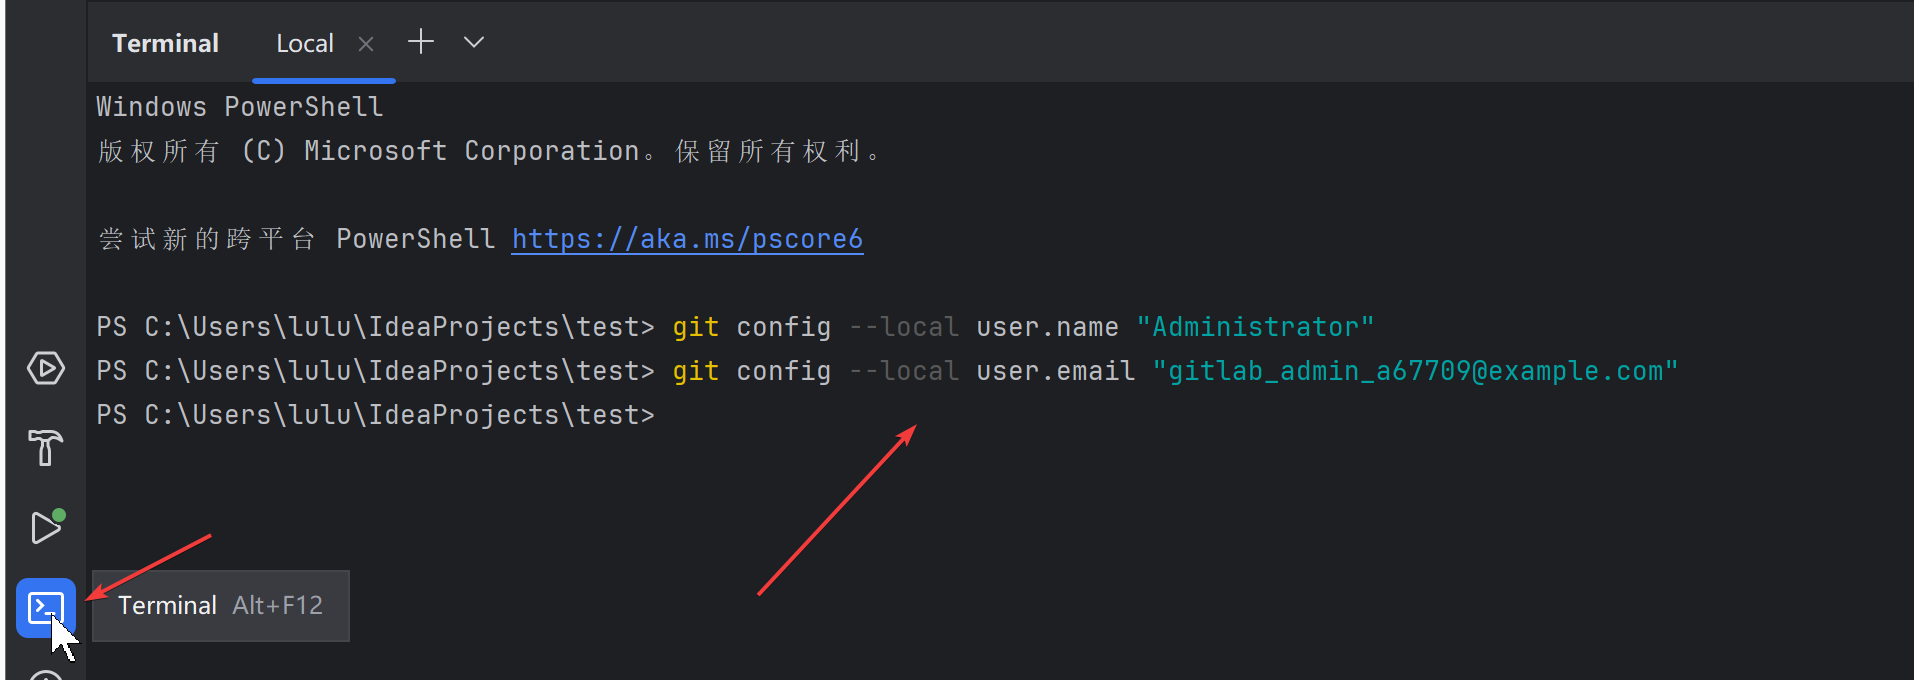 Terminal Local
Windows PowerShell
版权所有 (C) Microsoft Corporation。保留所有权利。
尝试新的跨平台 PowerShell https://aka.ms/pscore6
PS C:\Users\lulu\IdeaProjects\test> git config --local user.name "Administrator"
PS C:\Users\lulu\IdeaProjects\test> git config --local user.email "gitlab_admin_a67709@example.com"
PS C:\Users\lulu\IdeaProjects\test>
Terminal Alt+F12